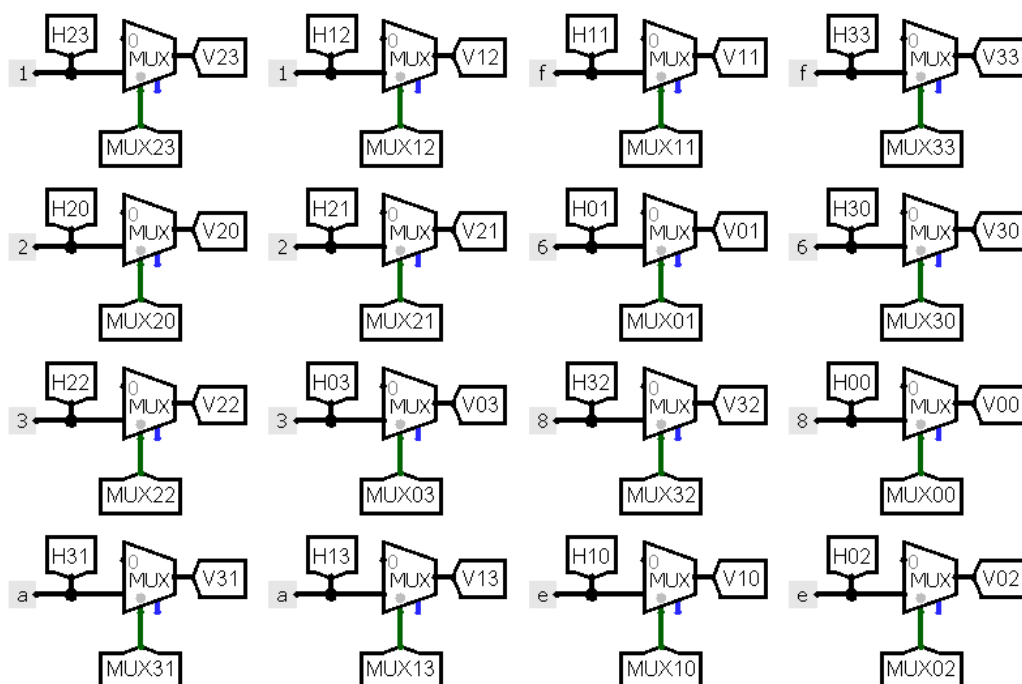 H23 0 MUX V23 H12 0 MUX V12 H11 0 MUX V11 H33 0 MUX V33
1 1 f f
MUX23 MUX12 MUX11 MUX33
H20 0 MUX V20 H21 0 MUX V21 H01 0 MUX V01 H30 0 MUX V30
2 2 6 6
MUX20 MUX21 MUX01 MUX30
H22 0 MUX V22 H03 0 MUX V03 H32 0 MUX V32 H00 0 MUX V00
3 3 8 8
MUX22 MUX03 MUX32 MUX00
H31 0 MUX V31 H13 0 MUX V13 H10 0 MUX V10 H02 0 MUX V02
a a e e
MUX31 MUX13 MUX10 MUX02